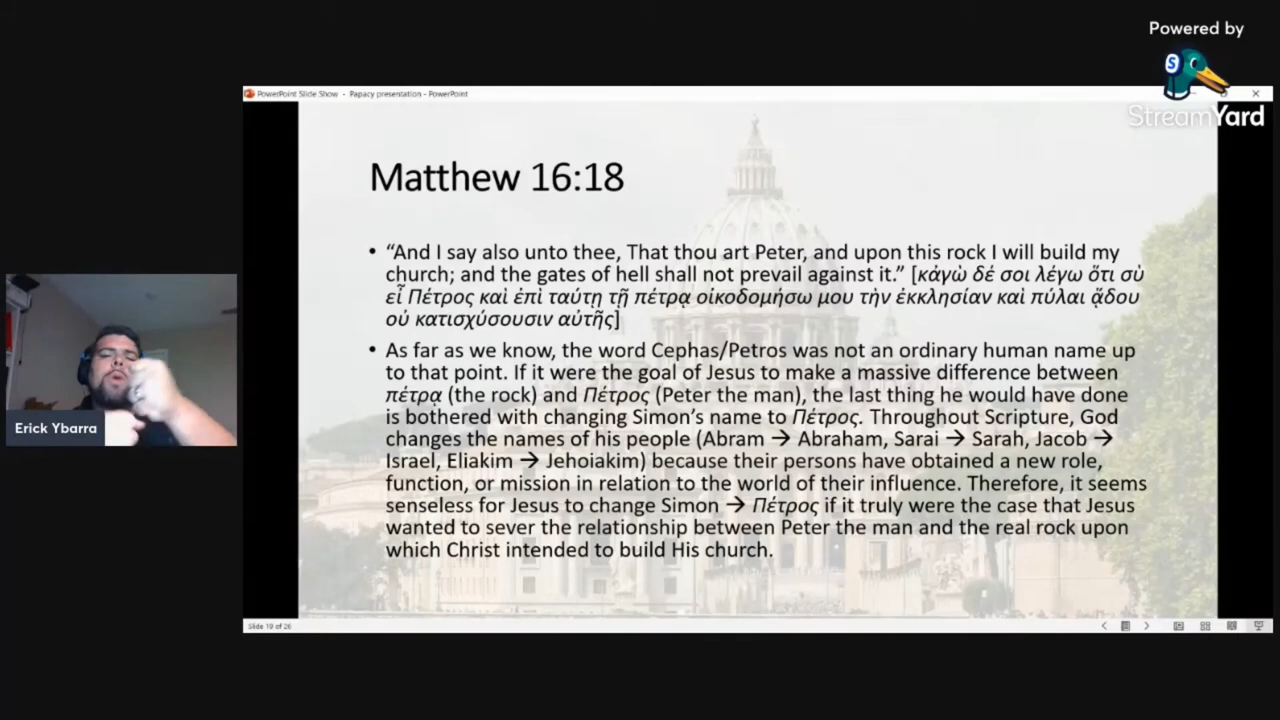 Powered by
S
StreamYard
PowerPoint Slide Show - Papacy presentation - PowerPoint
Matthew 16:18
• “And I say also unto thee, That thou art Peter, and upon this rock I will build my
church; and the gates of hell shall not prevail against it.” [κἀγὼ δέ σοι λέγω ὅτι σὺ
εἶ Πέτρος καὶ ἐπὶ ταύτῃ τῇ πέτρᾳ οἰκοδομήσω μου τὴν ἐκκλησίαν καὶ πύλαι ᾅδου
οὐ κατισχύσουσιν αὐτῆς]
• As far as we know, the word Cephas/Petros was not an ordinary human name up
to that point. If it were the goal of Jesus to make a massive difference between
πέτρᾳ (the rock) and Πέτρος (Peter the man), the last thing he would have done
is bothered with changing Simon’s name to Πέτρος. Throughout Scripture, God
changes the names of his people (Abram → Abraham, Sarai → Sarah, Jacob →
Israel, Eliakim → Jehoiakim) because their persons have obtained a new role,
function, or mission in relation to the world of their influence. Therefore, it seems
senseless for Jesus to change Simon → Πέτρος if it truly were the case that Jesus
wanted to sever the relationship between Peter the man and the real rock upon
which Christ intended to build His church.
Erick Ybarra
Slide 19 of 26